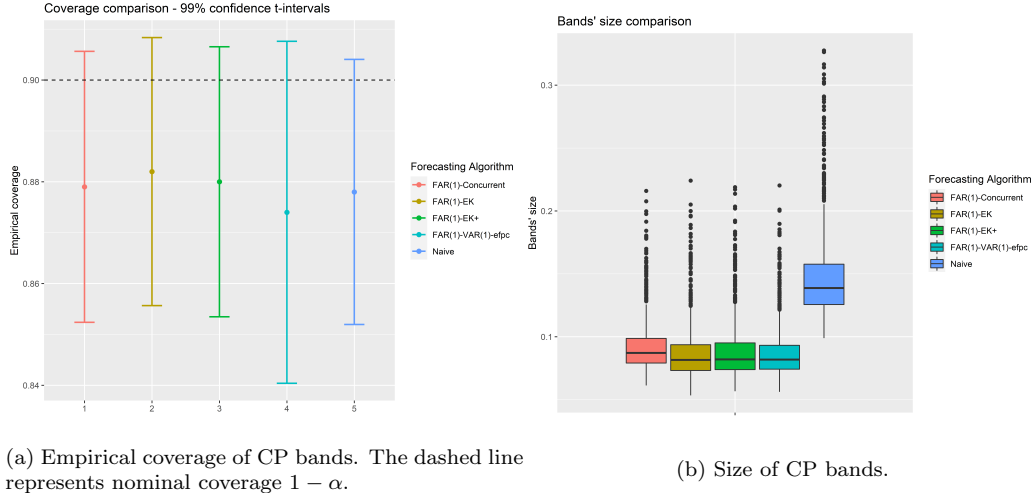 Coverage comparison - 99% confidence t-intervals
Empirical coverage
0.90
0.88
0.86
0.84
1 2 3 4 5
Forecasting Algorithm
FAR(1)-Concurrent
FAR(1)-EK
FAR(1)-EK+
FAR(1)-VAR(1)-efpc
Naive
(a) Empirical coverage of CP bands. The dashed line
represents nominal coverage 1 − α.
Bands' size comparison
Bands' size
0.3
0.2
0.1
Forecasting Algorithm
FAR(1)-Concurrent
FAR(1)-EK
FAR(1)-EK+
FAR(1)-VAR(1)-efpc
Naive
(b) Size of CP bands.